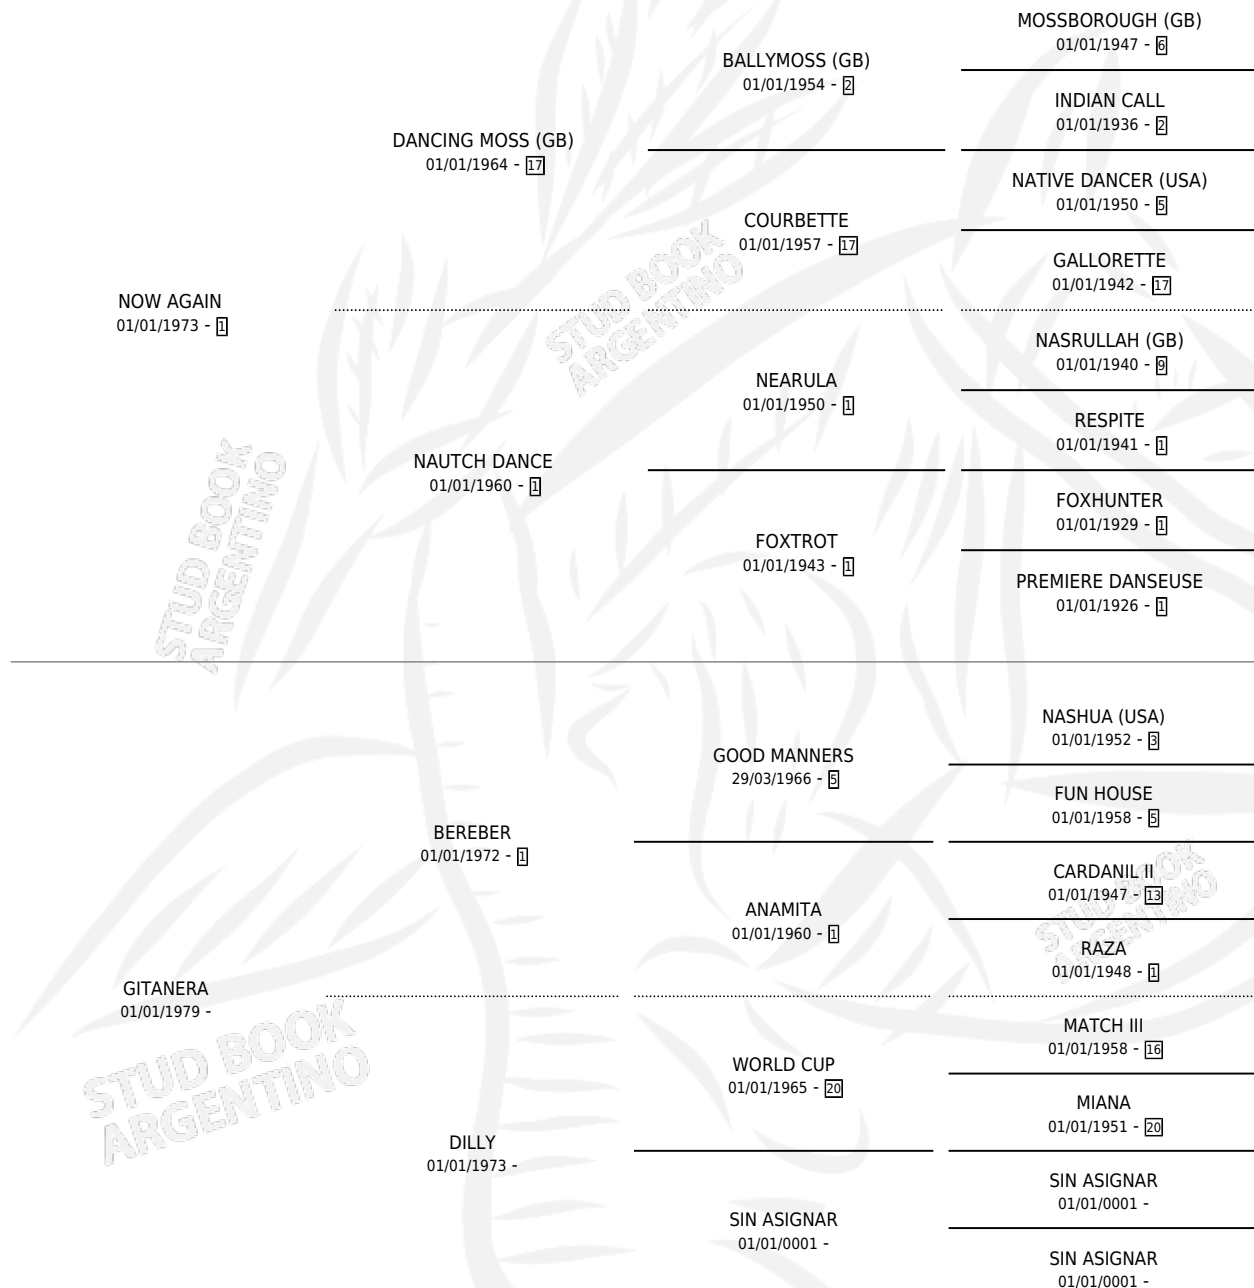 MOSSBOROUGH (GB)
01/01/1947 - 6
BALLYMOSS (GB)
01/01/1954 - 2
INDIAN CALL
01/01/1936 - 2
DANCING MOSS (GB)
01/01/1964 - 17
NATIVE DANCER (USA)
01/01/1950 - 5
COURBETTE
01/01/1957 - 17
GALLORETTE
01/01/1942 - 17
NOW AGAIN
01/01/1973 - 1
STUD BOOK
ARGENTINO
NASRULLAH (GB)
01/01/1940 - 9
NEARULA
01/01/1950 - 1
RESPITE
01/01/1941 - 1
NAUTCH DANCE
01/01/1960 - 1
FOXHUNTER
01/01/1929 - 1
FOXTROT
01/01/1943 - 1
PREMIERE DANSEUSE
01/01/1926 - 1
STUD BOOK
ARGENTINO
NASHUA (USA)
01/01/1952 - 3
GOOD MANNERS
29/03/1966 - 5
FUN HOUSE
01/01/1958 - 5
BEREBER
01/01/1972 - 1
CARDANIL II
01/01/1947 - 13
ANAMITA
01/01/1960 - 1
RAZA
01/01/1948 - 1
STUD BOOK
ARGENTINO
GITANERA
01/01/1979 -
MATCH III
01/01/1958 - 16
WORLD CUP
01/01/1965 - 20
MIANA
01/01/1951 - 20
STUD BOOK
ARGENTINO
DILLY
01/01/1973 -
SIN ASIGNAR
01/01/0001 -
SIN ASIGNAR
01/01/0001 -
SIN ASIGNAR
01/01/0001 -